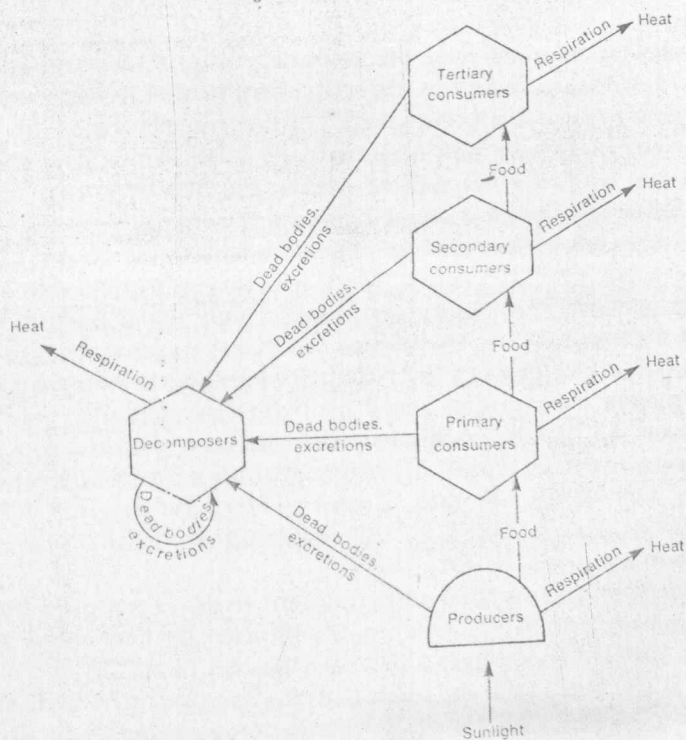 Heat
Respiration
Tertiary
consumers
Food
Heat
Respiration
Secondary
consumers
Dead bodies,
excretions
Dead bodies,
excretions
Food
Heat
Respiration
Heat
Respiration
Primary
consumers
Dead bodies,
excretions
Decomposers
Dead bodies,
excretions
Food
Dead bodies,
excretions
Heat
Respiration
Producers
Sunlight